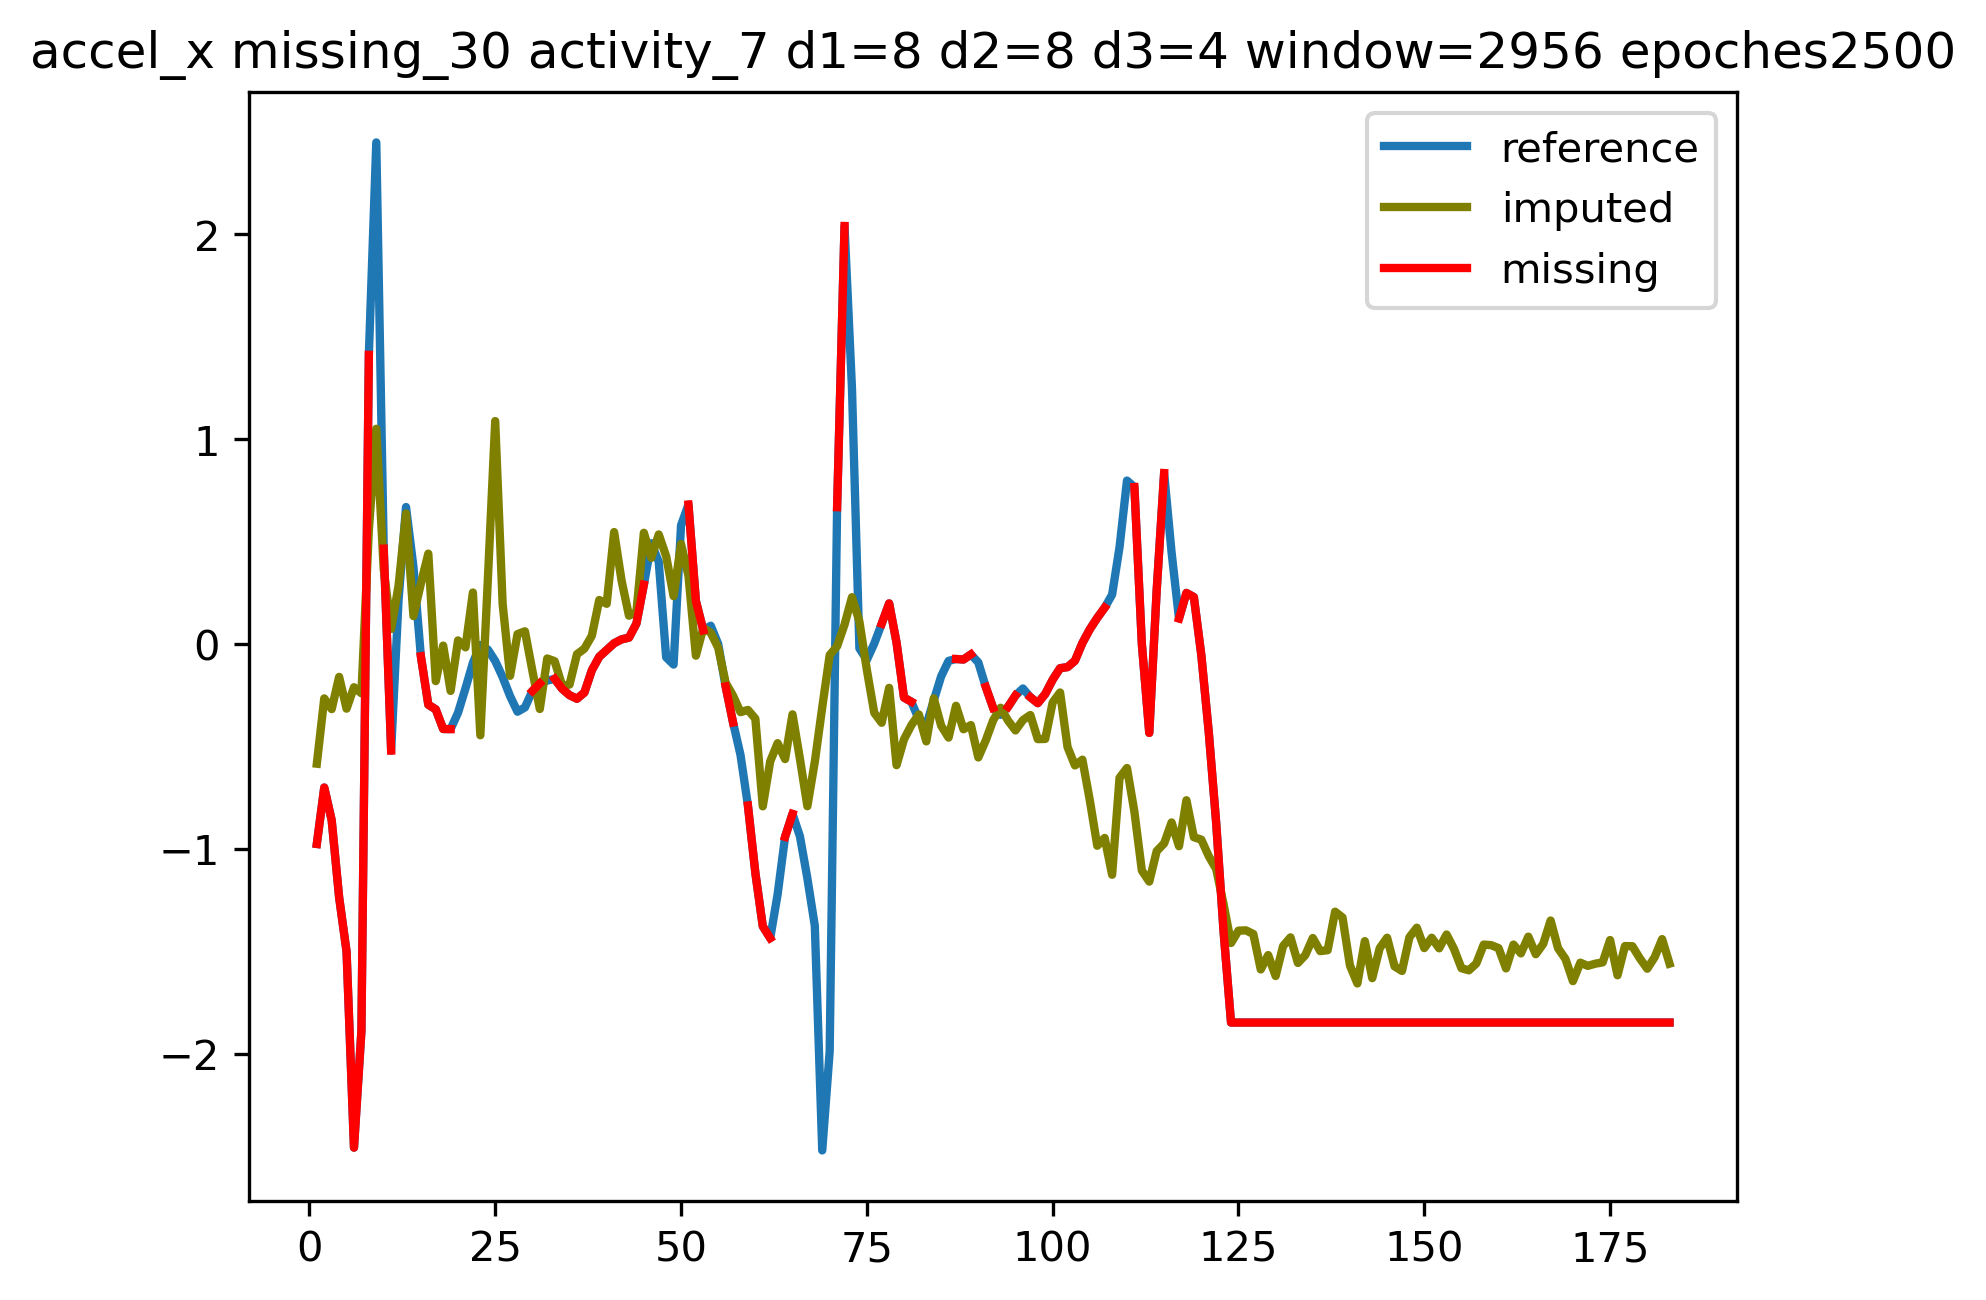 accel_x missing_30 activity_7 d1=8 d2=8 d3=4 window=2956 epoches2500
reference
imputed
missing
2
1
0
−1
−2
0 25 50 75 100 125 150 175